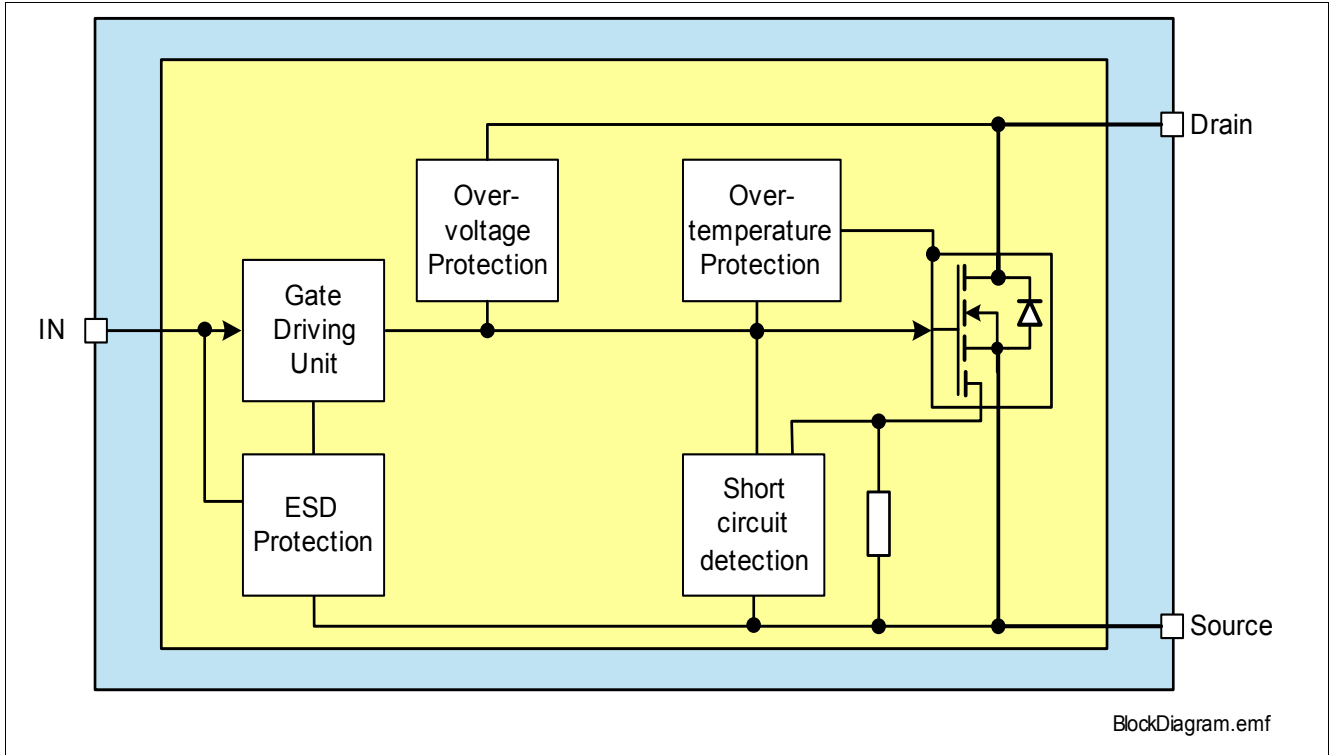 Drain
Over-
voltage
Protection
Over-
temperature
Protection
IN
Gate
Driving
Unit
ESD
Protection
Short
circuit
detection
Source
BlockDiagram.emf